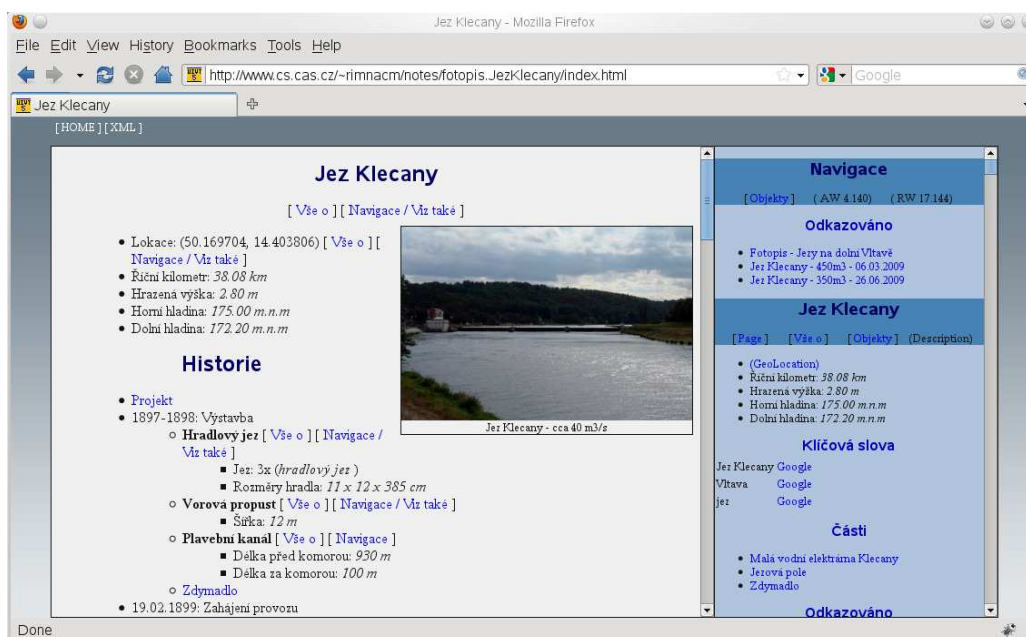 Jez Klecany - Mozilla Firefox
File Edit View History Bookmarks Tools Help
http://www.cs.cas.cz/~rimnacm/notes/fotopis.JezKlecany/index.html
Google
Jez Klecany
[ HOME ] [ XML ]
Jez Klecany
[ Vše o ] [ Navigace / Viz také ]
• Lokace: (50.169704, 14.403806) [ Vše o ] [
Navigace / Viz také ]
• Říční kilometr: 38.08 km
• Hrazená výška: 2.80 m
• Horní hladina: 175.00 m.n.m
• Dolní hladina: 172.20 m.n.m
Jez Klecany - cca 40 m3/s
Historie
• Projekt
• 1897-1898: Výstavba
Hradlový jez [ Vše o ] [ Navigace /
Viz také ]
Jez: 3x (hradlový jez )
Rozměry hradla: 11 x 12 x 385 cm
Vorová propust [ Vše o ] [ Navigace / Viz také ]
Šířka: 12 m
Plavební kanál [ Vše o ] [ Navigace ]
Délka před komorou: 930 m
Délka za komorou: 100 m
Zdymadlo
• 19.02.1899: Zahájení provozu
Navigace
[ Objekty ] ( AW 4.140) ( RW 17.144)
Odkazováno
• Fotopis - Jezy na dolní Vltavě
• Jez Klecany - 450m3 - 06.03.2009
• Jez Klecany - 350m3 - 26.06.2009
Jez Klecany
[ Page ] [ Vše o ] [ Objekty ] (Description)
• (GeoLocation)
• Říční kilometr: 38.08 km
• Hrazená výška: 2.80 m
• Horní hladina: 175.00 m.n.m
• Dolní hladina: 172.20 m.n.m
Klíčová slova
Jez Klecany Google
Vltava Google
jez Google
Části
• Malá vodní elektrárna Klecany
• Jezová pole
• Zdymadlo
Odkazováno
Done